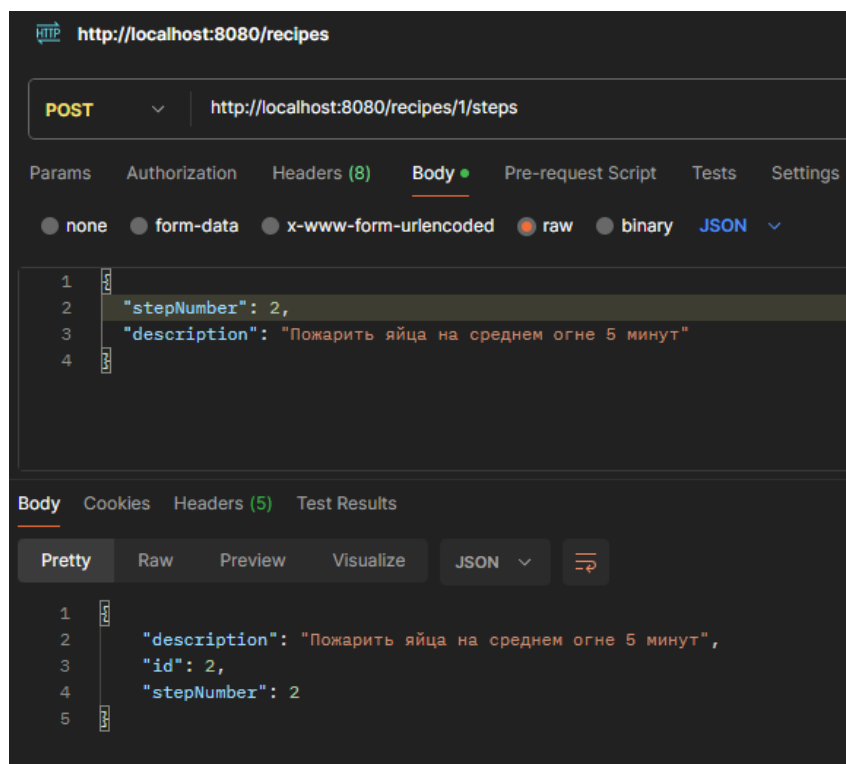 HTTP http://localhost:8080/recipes
POST http://localhost:8080/recipes/1/steps
Params Authorization Headers (8) Body Pre-request Script Tests Settings
none form-data x-www-form-urlencoded raw binary JSON
1 {
2 "stepNumber": 2,
3 "description": "Пожарить яйца на среднем огне 5 минут"
4 }
Body Cookies Headers (5) Test Results
Pretty Raw Preview Visualize JSON
1 {
2 "description": "Пожарить яйца на среднем огне 5 минут",
3 "id": 2,
4 "stepNumber": 2
5 }